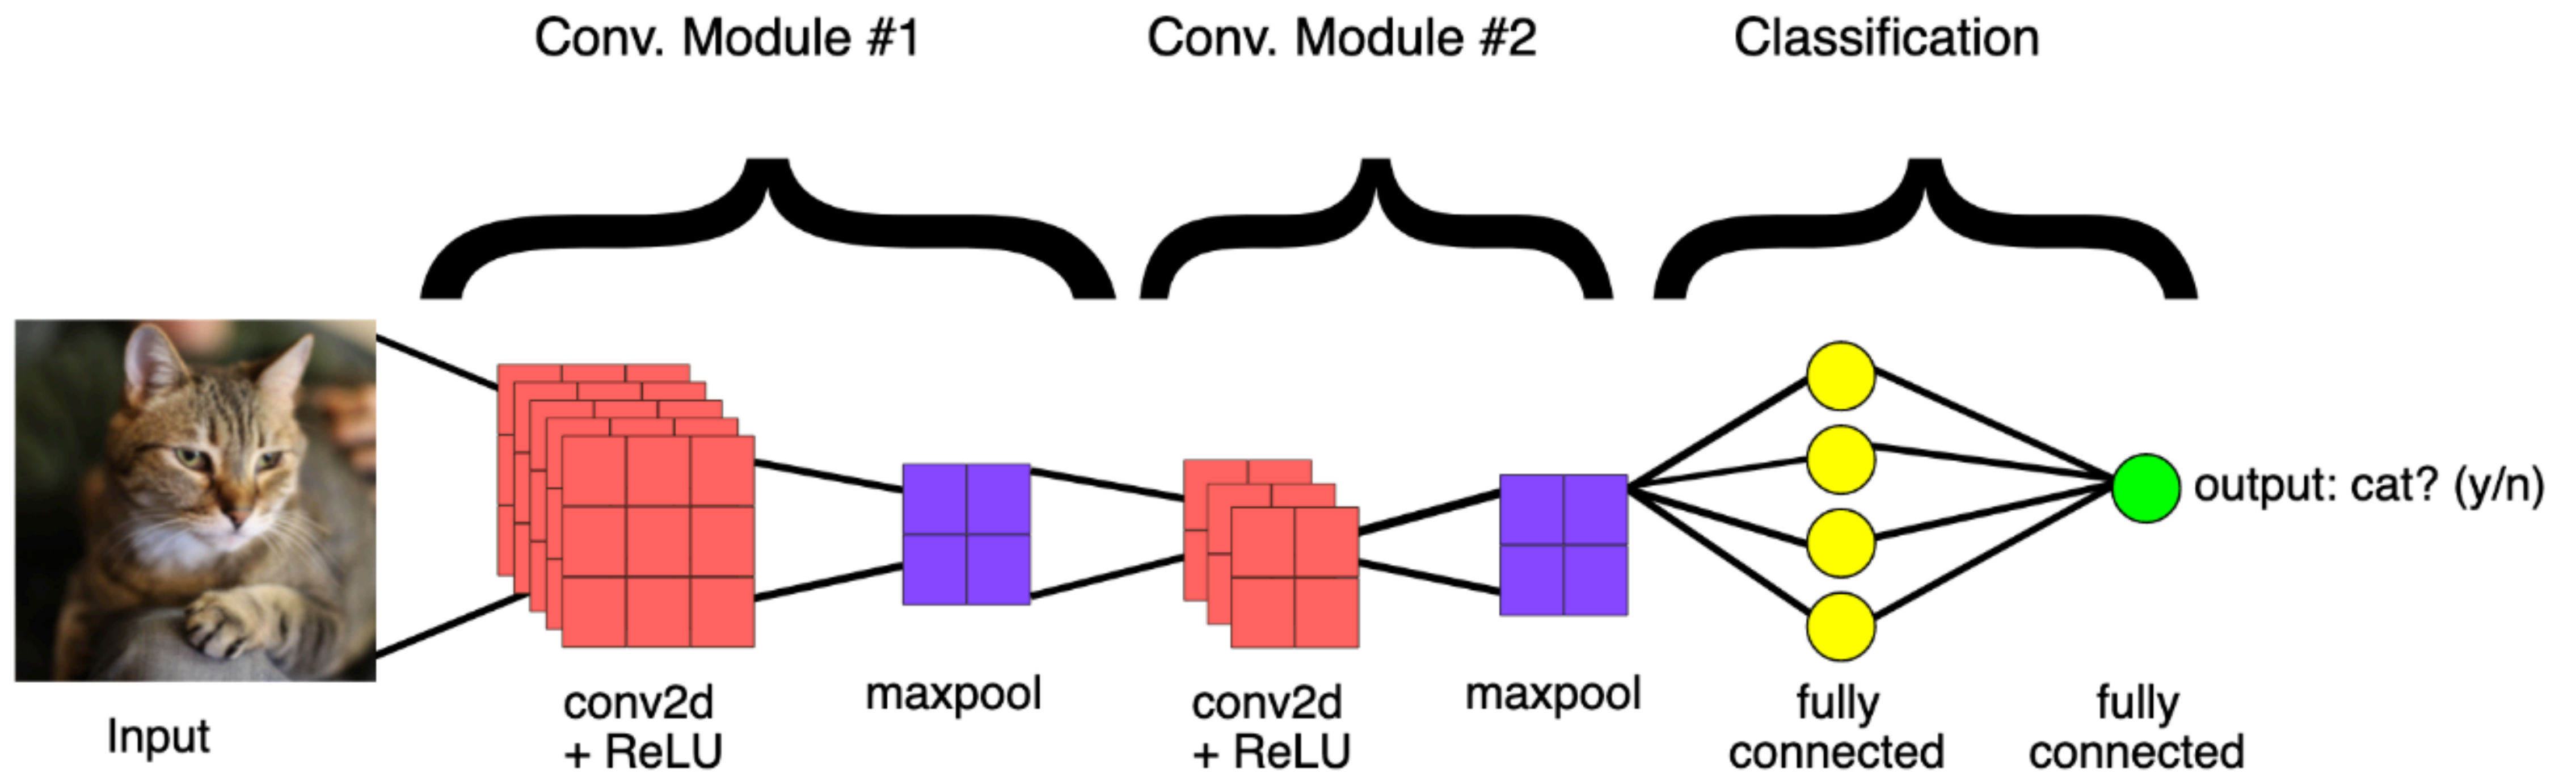 Conv. Module #1
Conv. Module #2
Classification
Input
conv2d
+ ReLU
maxpool
conv2d
+ ReLU
maxpool
fully
connected
fully
connected
output: cat? (y/n)